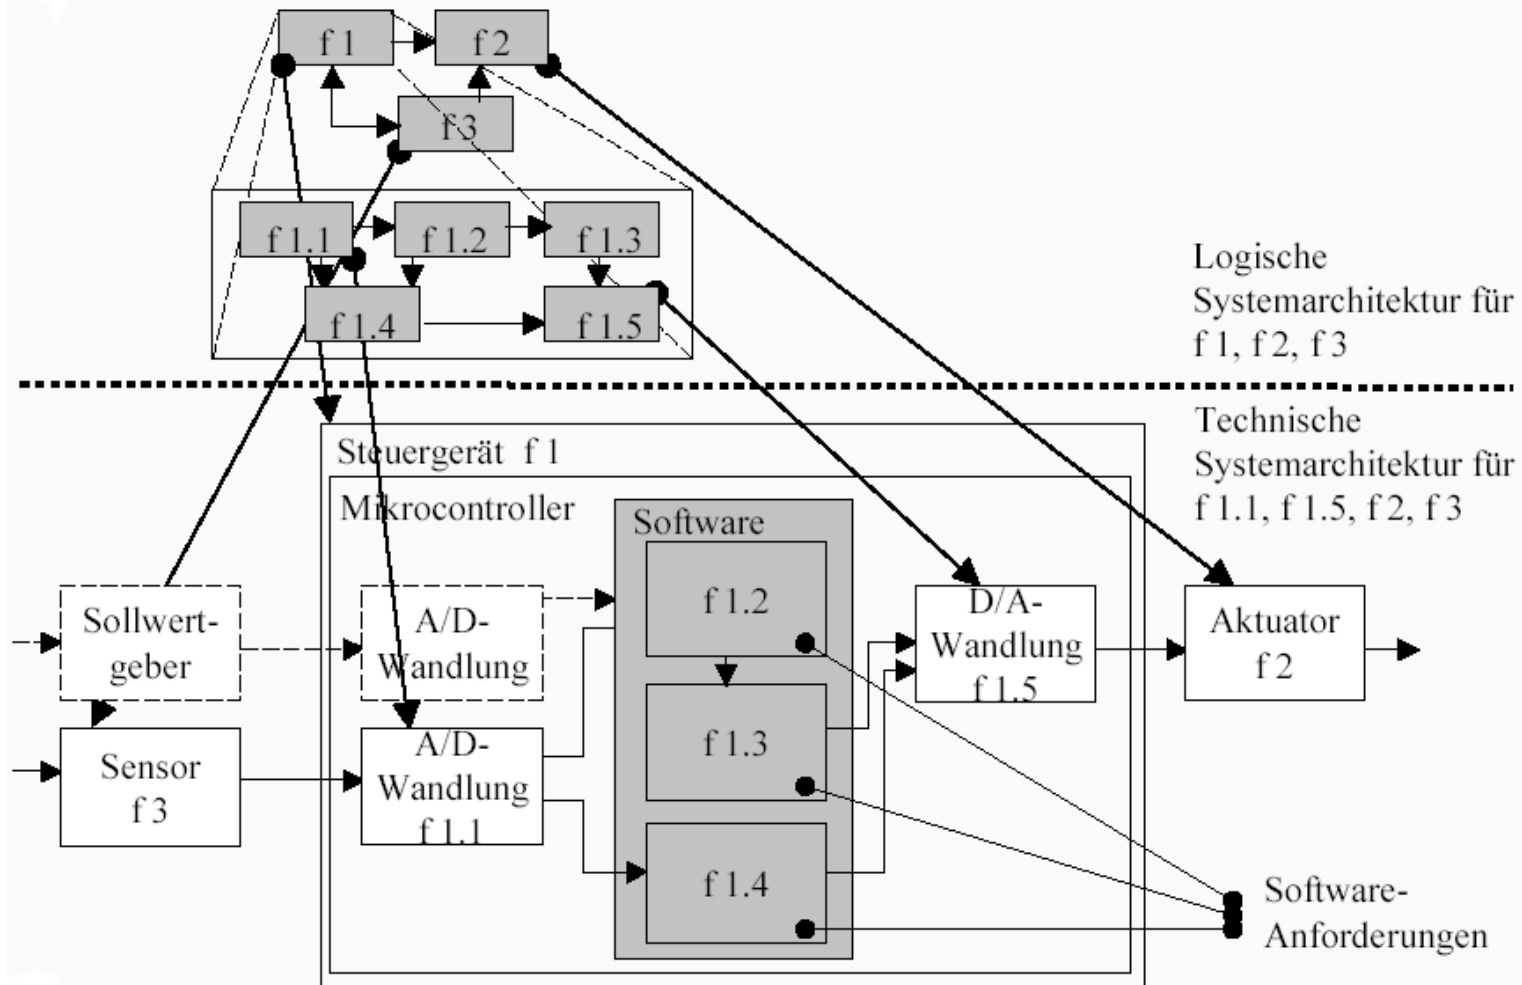 f 1
f 2
f 3
f 1.1
f 1.2
f 1.3
f 1.4
f 1.5
Logische
Systemarchitektur für
f 1, f 2, f 3
Technische
Systemarchitektur für
f 1.1, f 1.5, f 2, f 3
Steuergerät f 1
Mikrocontroller
Software
Sollwert-
geber
A/D-
Wandlung
f 1.2
D/A-
Wandlung
f 1.5
Aktuator
f 2
Sensor
f 3
A/D-
Wandlung
f 1.1
f 1.3
f 1.4
Software-
Anforderungen